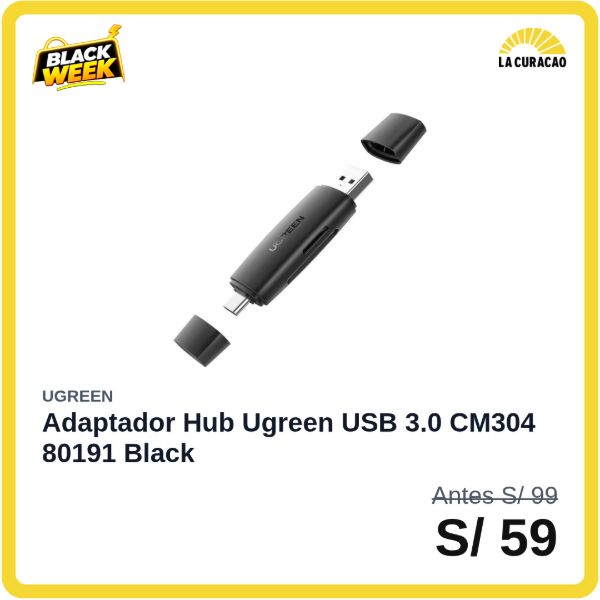 BLACK
WEEK
LA CURACAO
UGREEN
UGREEN
Adaptador Hub Ugreen USB 3.0 CM304
80191 Black
Antes S/ 99
S/ 59